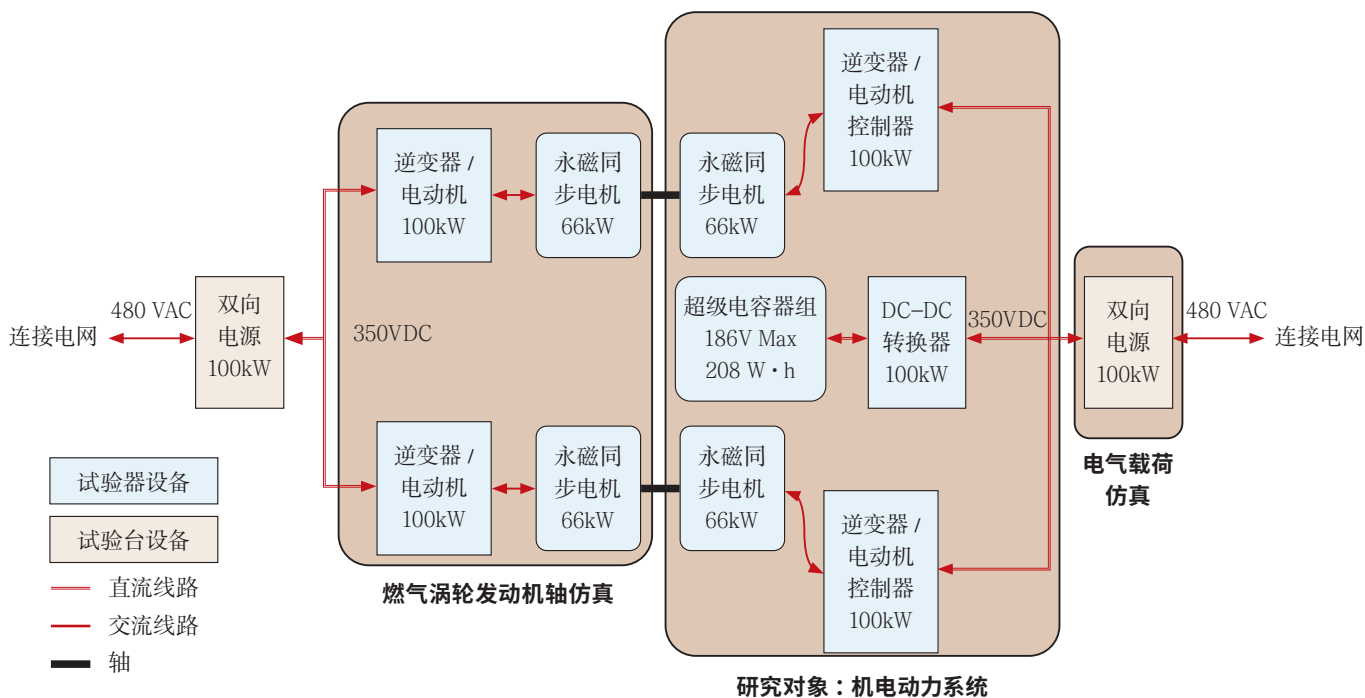 连接电网
480 VAC
双向
电源
100kW
350VDC
逆变器 /
电动机
100kW
永磁同
步电机
66kW
逆变器 /
电动机
100kW
永磁同
步电机
66kW
燃气涡轮发动机轴仿真
永磁同
步电机
66kW
逆变器 /
电动机
控制器
100kW
超级电容器组
186V Max
208 W·h
DC-DC
转换器
100kW
350VDC
永磁同
步电机
66kW
逆变器 /
电动机
控制器
100kW
研究对象：机电动力系统
双向
电源
100kW
电气载荷
仿真
480 VAC
连接电网
试验器设备
试验台设备
直流线路
交流线路
轴